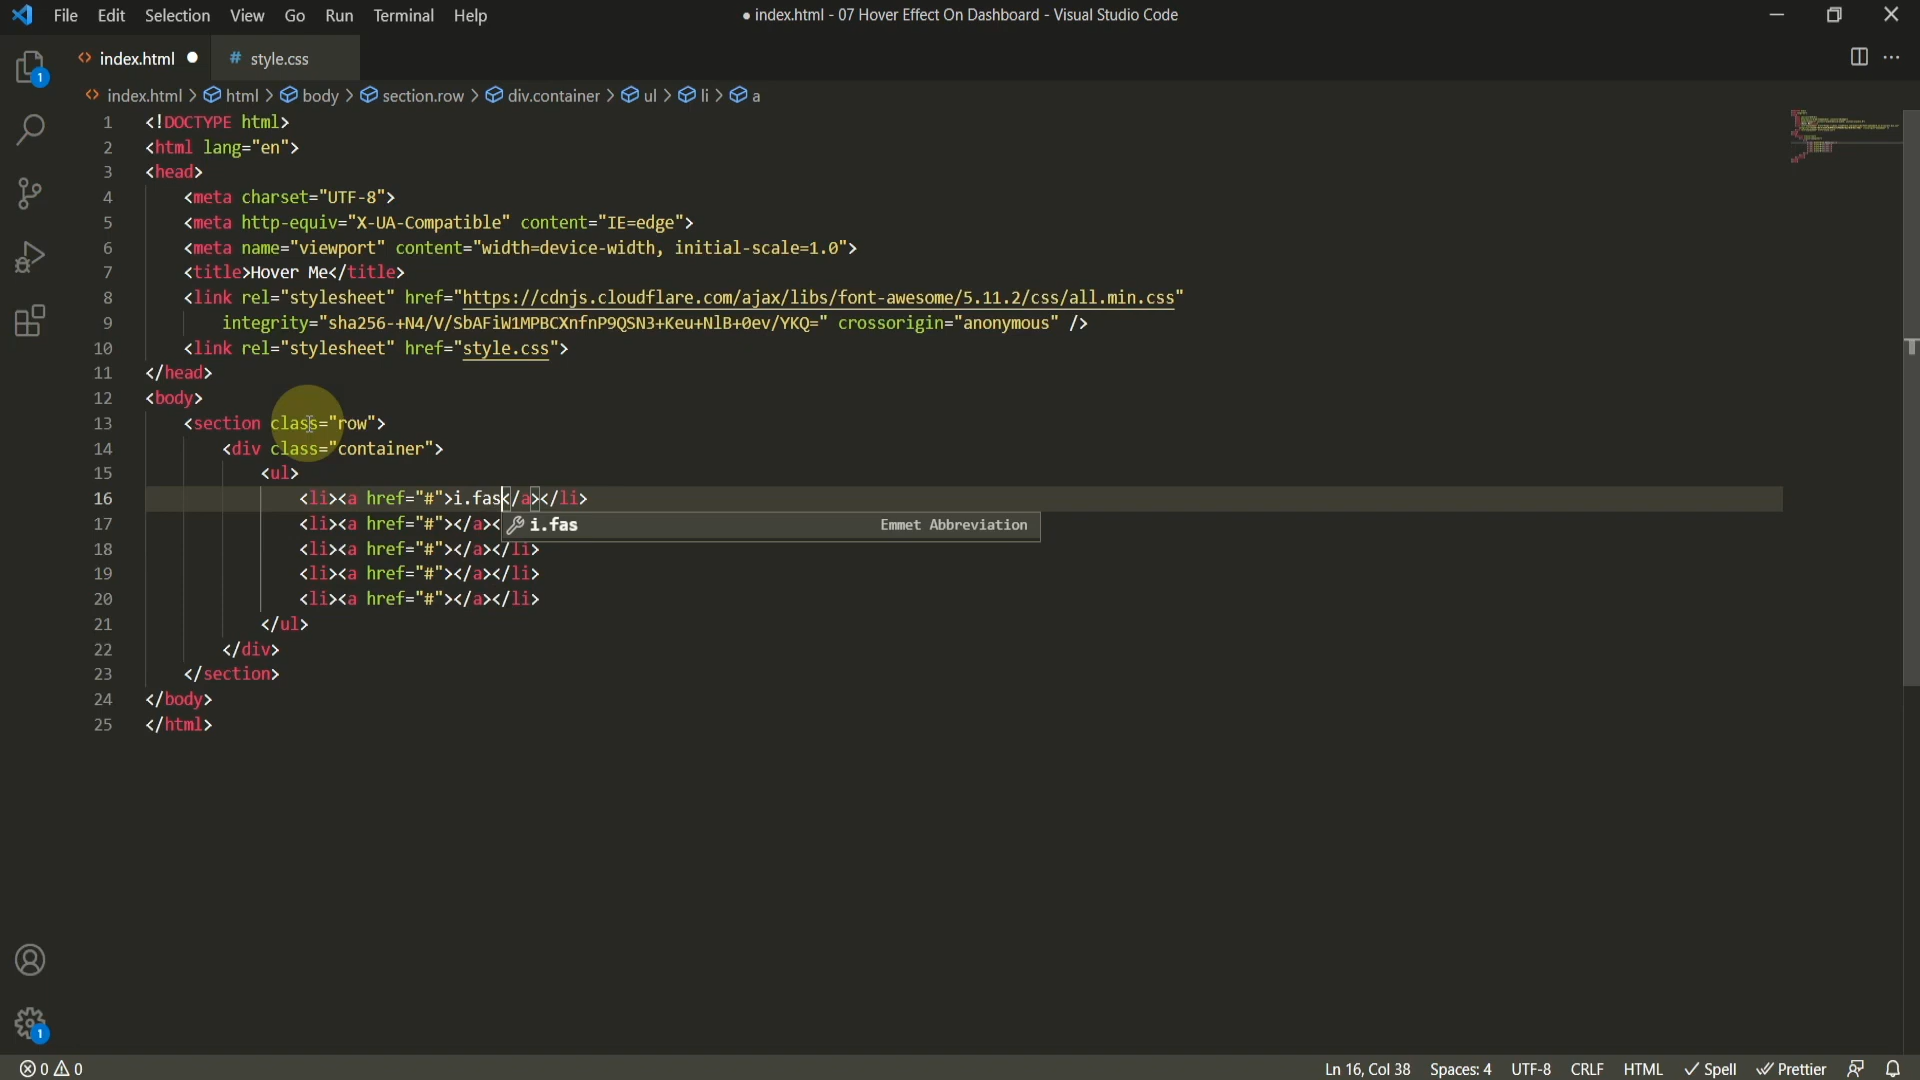 File Edit Selection View Go Run Terminal Help
● index.html - 07 Hover Effect On Dashboard - Visual Studio Code
index.html ● # style.css
index.html > html > body > section.row > div.container > ul > li > a
1 <!DOCTYPE html>
2 <html lang="en">
3 <head>
4 <meta charset="UTF-8">
5 <meta http-equiv="X-UA-Compatible" content="IE=edge">
6 <meta name="viewport" content="width=device-width, initial-scale=1.0">
7 <title>Hover Me</title>
8 <link rel="stylesheet" href="https://cdnjs.cloudflare.com/ajax/libs/font-awesome/5.11.2/css/all.min.css"
9 integrity="sha256-+N4/V/SbAFiW1MPBCXnfnP9QSN3+Keu+NlB+0ev/YKQ=" crossorigin="anonymous" />
10 <link rel="stylesheet" href="style.css">
11 </head>
12 <body>
13 <section class="row">
14 <div class="container">
15 <ul>
16 <li><a href="#">i.fas</a></li>
17 <li><a href="#"></a><
i.fas Emmet Abbreviation
18 <li><a href="#"></a></li>
19 <li><a href="#"></a></li>
20 <li><a href="#"></a></li>
21 </ul>
22 </div>
23 </section>
24 </body>
25 </html>
1
1
0 0 Ln 16, Col 38 Spaces: 4 UTF-8 CRLF HTML Spell Prettier